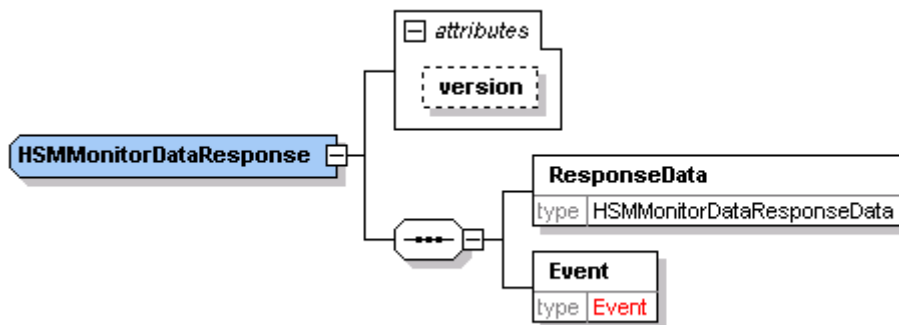 attributes
version
HSMMonitorDataResponse
ResponseData
type HSMMonitorDataResponseData
Event
type Event